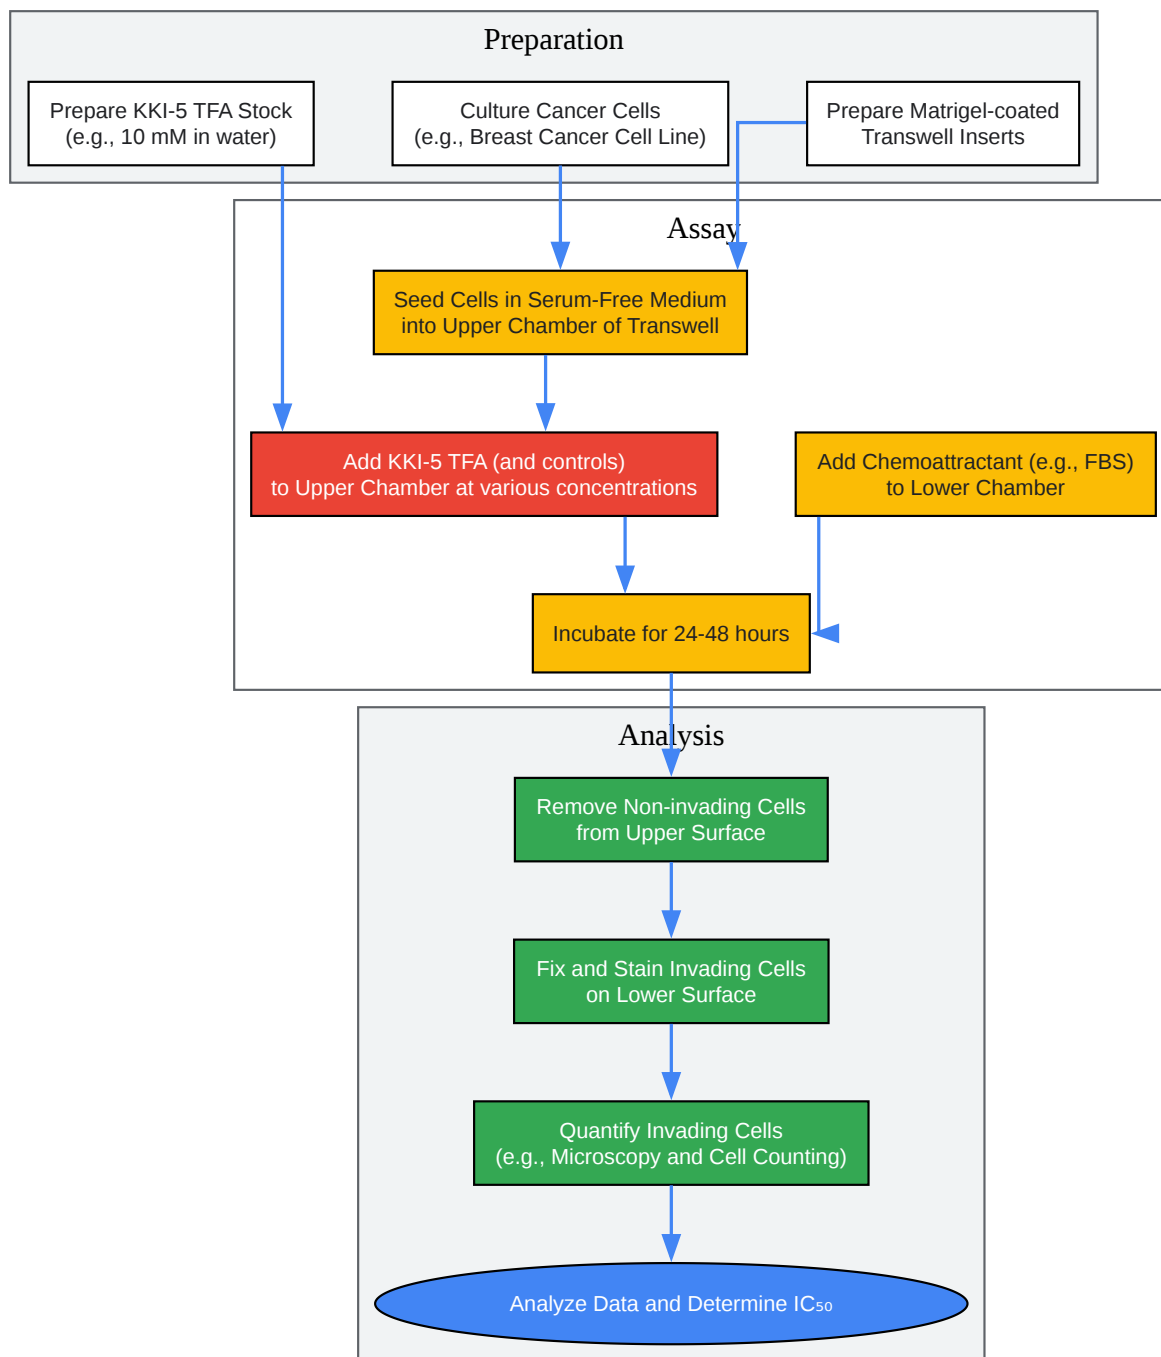 Preparation
Prepare KKI-5 TFA Stock
(e.g., 10 mM in water)
Culture Cancer Cells
(e.g., Breast Cancer Cell Line)
Prepare Matrigel-coated
Transwell Inserts
Assay
Seed Cells in Serum-Free Medium
into Upper Chamber of Transwell
Add KKI-5 TFA (and controls)
to Upper Chamber at various concentrations
Add Chemoattractant (e.g., FBS)
to Lower Chamber
Incubate for 24-48 hours
Analysis
Remove Non-invading Cells
from Upper Surface
Fix and Stain Invading Cells
on Lower Surface
Quantify Invading Cells
(e.g., Microscopy and Cell Counting)
Analyze Data and Determine IC₅₀